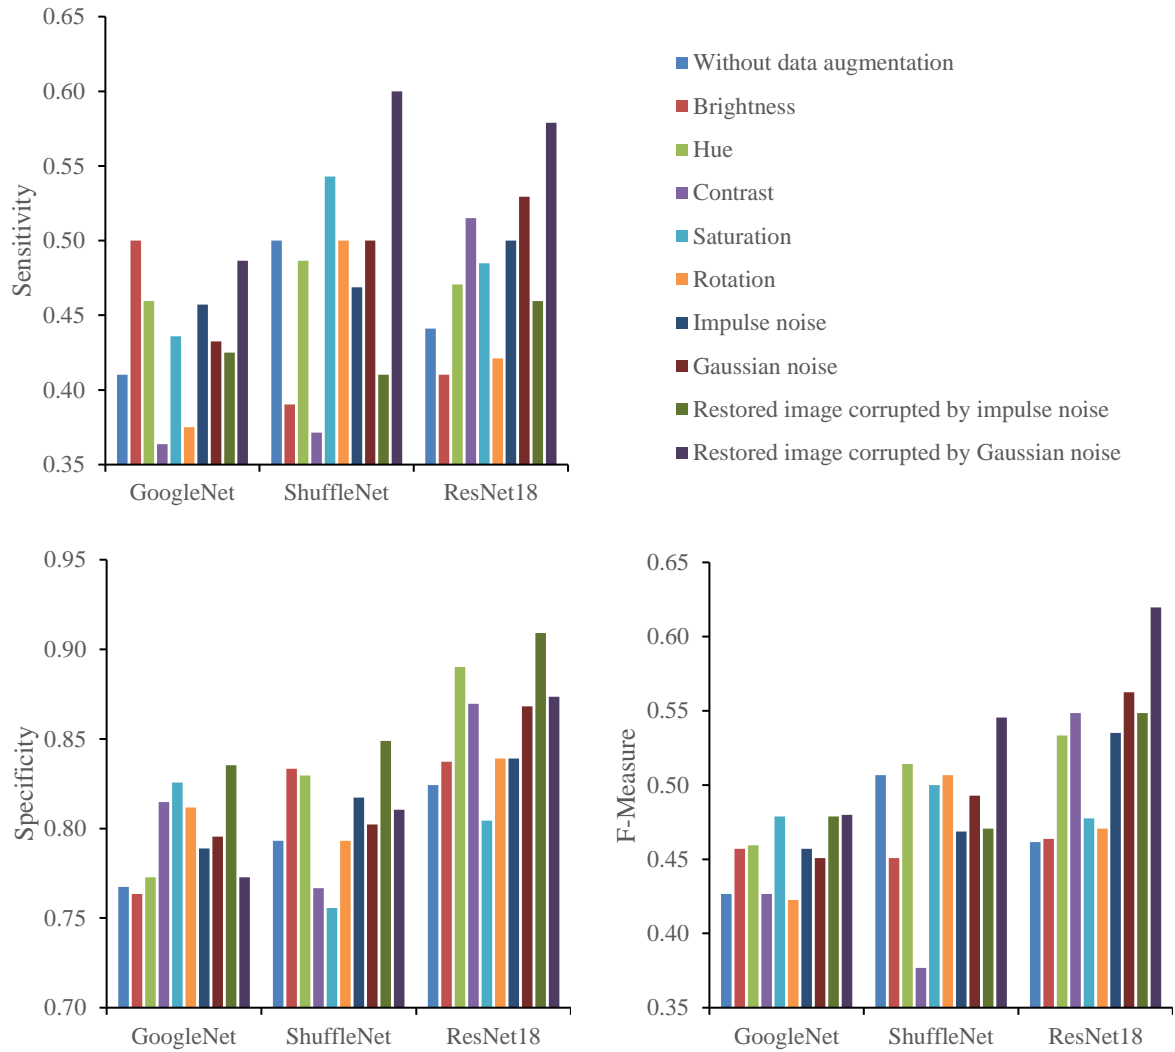 0.65
0.60
0.55
0.50
0.45
0.40
0.35
Sensitivity
GoogleNet ShuffleNet ResNet18
Without data augmentation
Brightness
Hue
Contrast
Saturation
Rotation
Impulse noise
Gaussian noise
Restored image corrupted by impulse noise
Restored image corrupted by Gaussian noise
0.95
0.90
0.85
0.80
0.75
0.70
Specificity
GoogleNet ShuffleNet ResNet18
0.65
0.60
0.55
0.50
0.45
0.40
0.35
F-Measure
GoogleNet ShuffleNet ResNet18